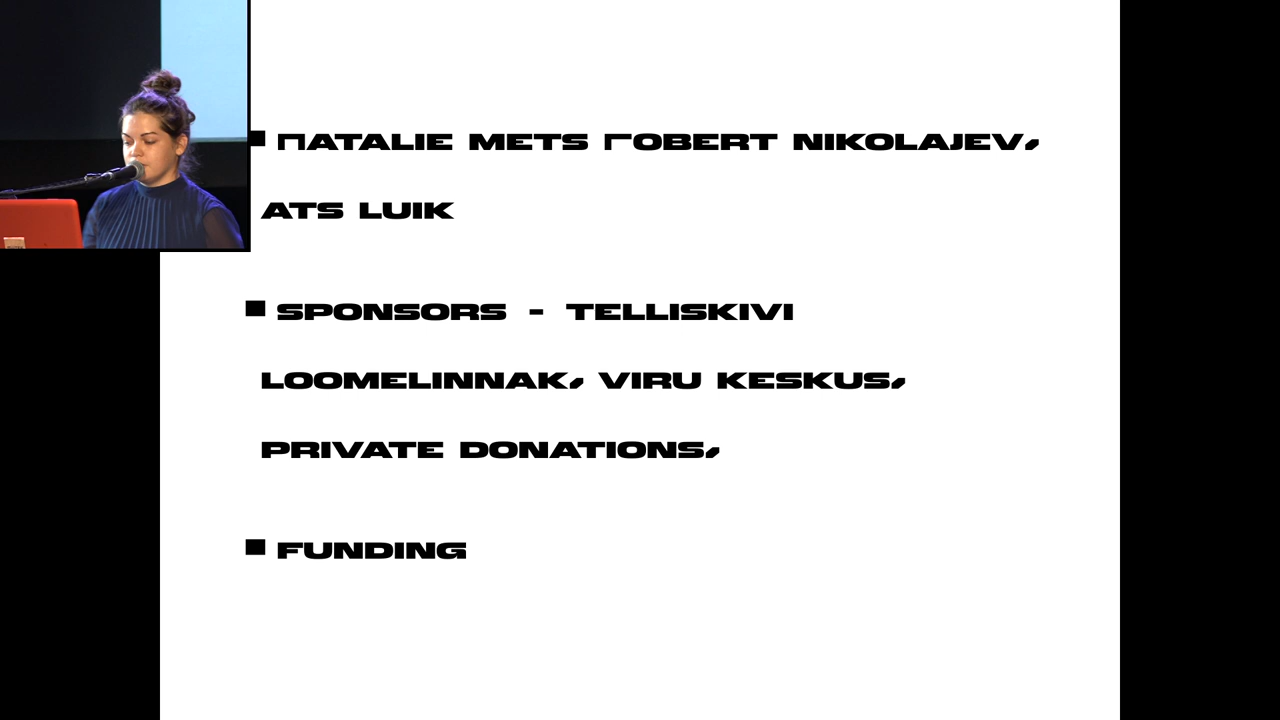 ■ NATALIE METS ROBERT NIKOLAJEV,
ATS LUIK
■ SPONSORS - TELLISKIVI
LOOMELINNAK, VIRU KESKUS,
PRIVATE DONATIONS,
■ FUNDING